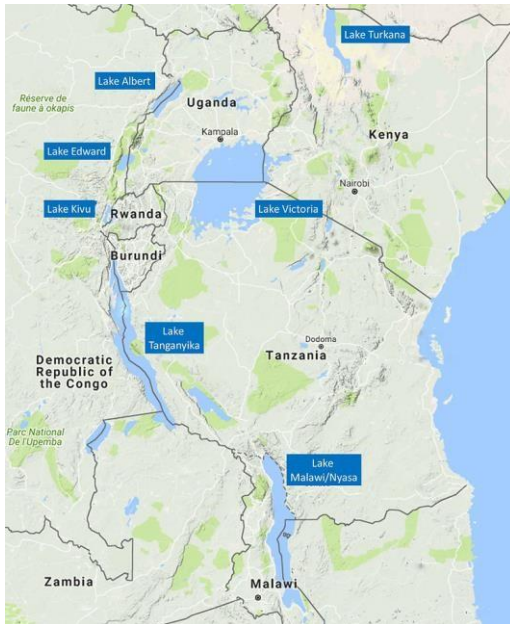 Lake Turkana
Lake Albert
Uganda
Réserve de
faune à okapis
Kampala
Kenya
Lake Edward
Nairobi
Lake Kivu
Rwanda
Lake Victoria
Burundi
Lake
Tanganyika
Dodoma
Tanzania
Democratic
Republic of
the Congo
Parc National
De l'Upemba
Lake
Malawi/Nyasa
Zambia
Malawi